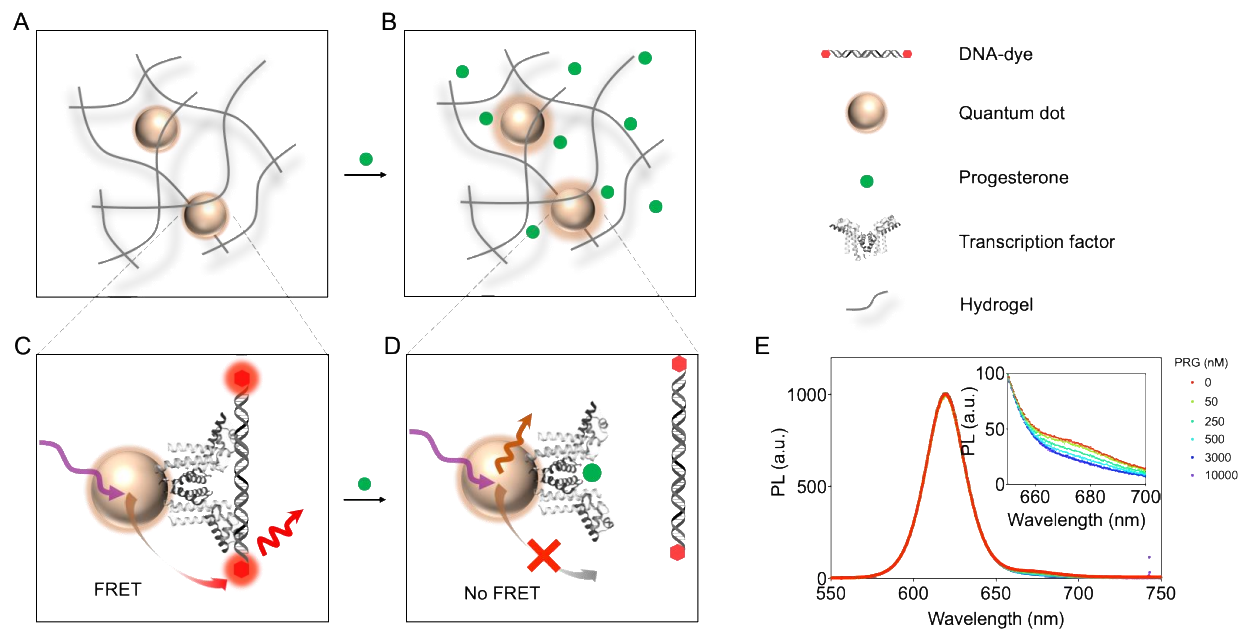 A
B
DNA-dye
Quantum dot
Progesterone
Transcription factor
Hydrogel
C
FRET
D
No FRET
E
PL (a.u.)
1000
500
0
550
600
650
700
750
Wavelength (nm)
PL (a.u.)
100
50
0
660
680
700
Wavelength (nm)
PRG (nM)
0
50
250
500
3000
10000